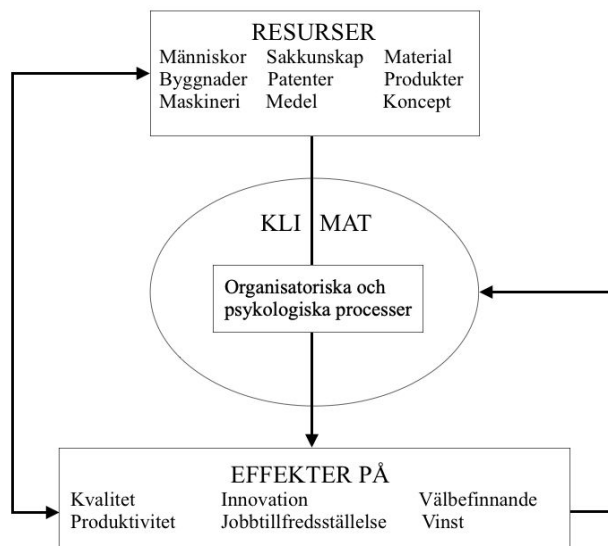 RESURSER
Människor Sakkunskap Material
Byggnader Patenter Produkter
Maskineri Medel Koncept
KLI MAT
Organisatoriska och
psykologiska processer
EFFEKTER PÅ
Kvalitet Innovation Välbefinnande
Produktivitet Jobbtillfredsställelse Vinst